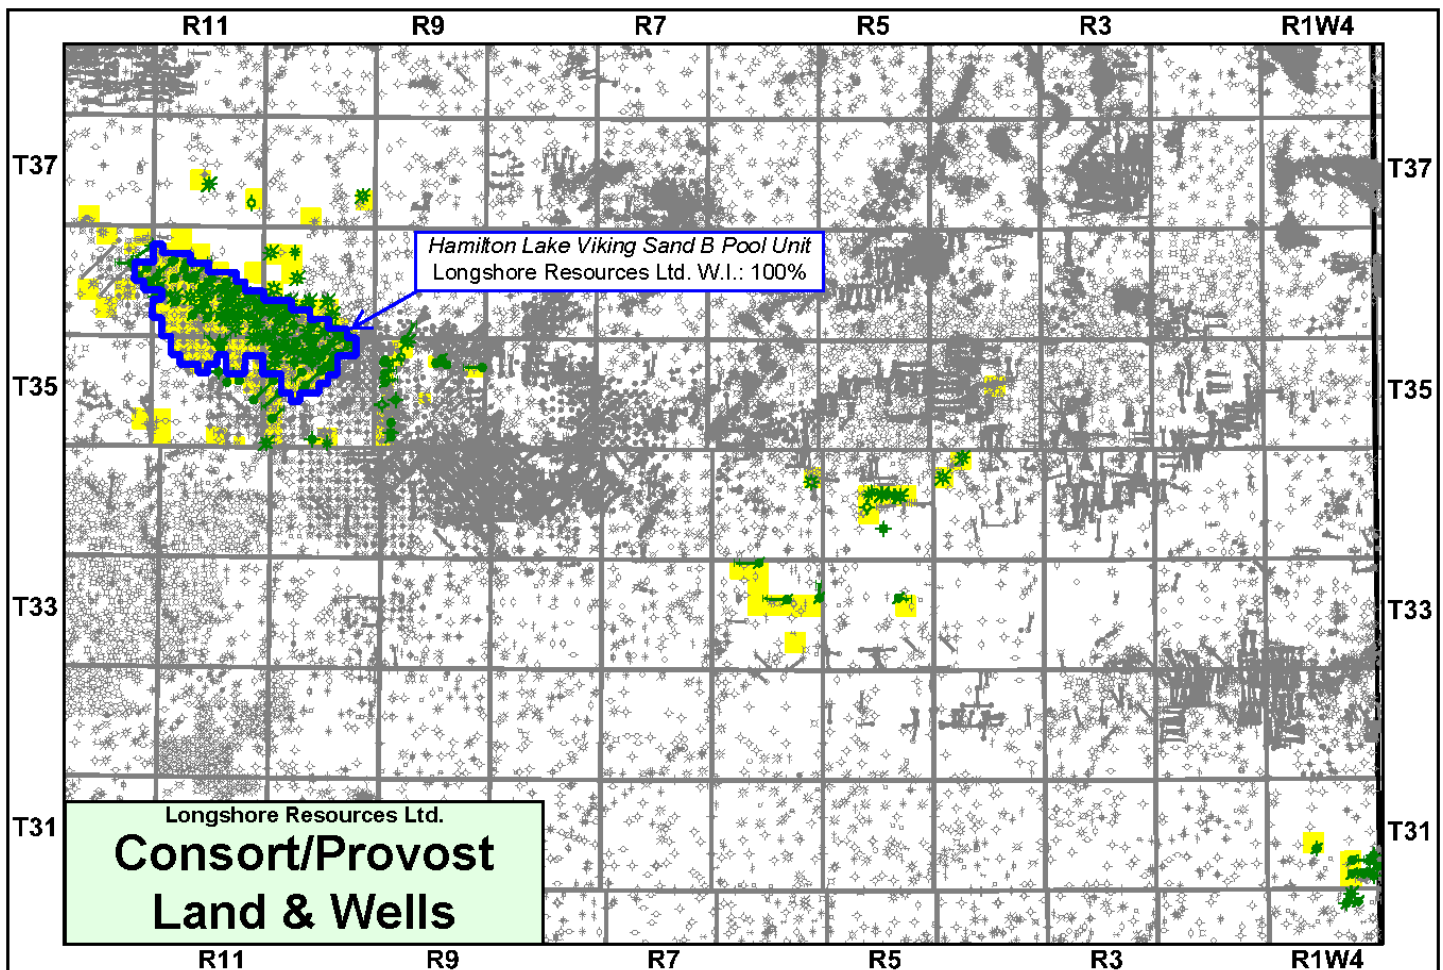 R11 R9 R7 R5 R3 R1W4
T37 T37
Hamilton Lake Viking Sand B Pool Unit
Longshore Resources Ltd. W.I.: 100%
T35 T35
T33 T33
T31 T31
Longshore Resources Ltd.
Consort/Provost
Land & Wells
R11 R9 R7 R5 R3 R1W4